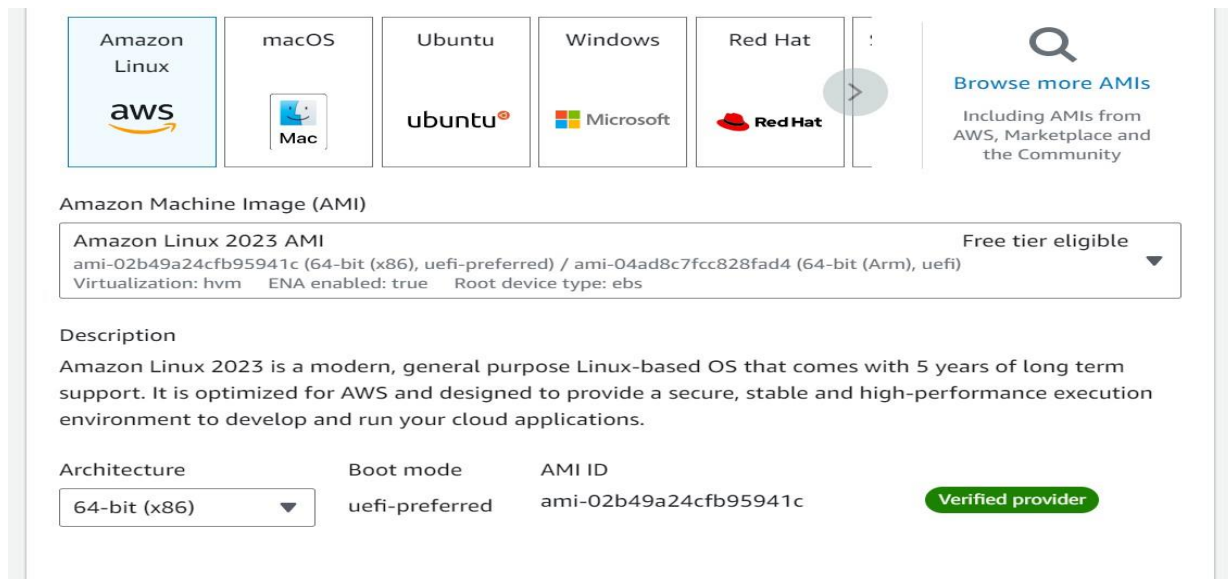 Amazon
Linux
macOS
Ubuntu
Windows
Red Hat
aws
Mac
ubuntu
Microsoft
Red Hat
Browse more AMIs
Including AMIs from
AWS, Marketplace and
the Community
Amazon Machine Image (AMI)
Amazon Linux 2023 AMI Free tier eligible
ami-02b49a24cfb95941c (64-bit (x86), uefi-preferred) / ami-04ad8c7fcc828fad4 (64-bit (Arm), uefi)
Virtualization: hvm ENA enabled: true Root device type: ebs
Description
Amazon Linux 2023 is a modern, general purpose Linux-based OS that comes with 5 years of long term
support. It is optimized for AWS and designed to provide a secure, stable and high-performance execution
environment to develop and run your cloud applications.
Architecture Boot mode AMI ID
64-bit (x86) uefi-preferred ami-02b49a24cfb95941c Verified provider